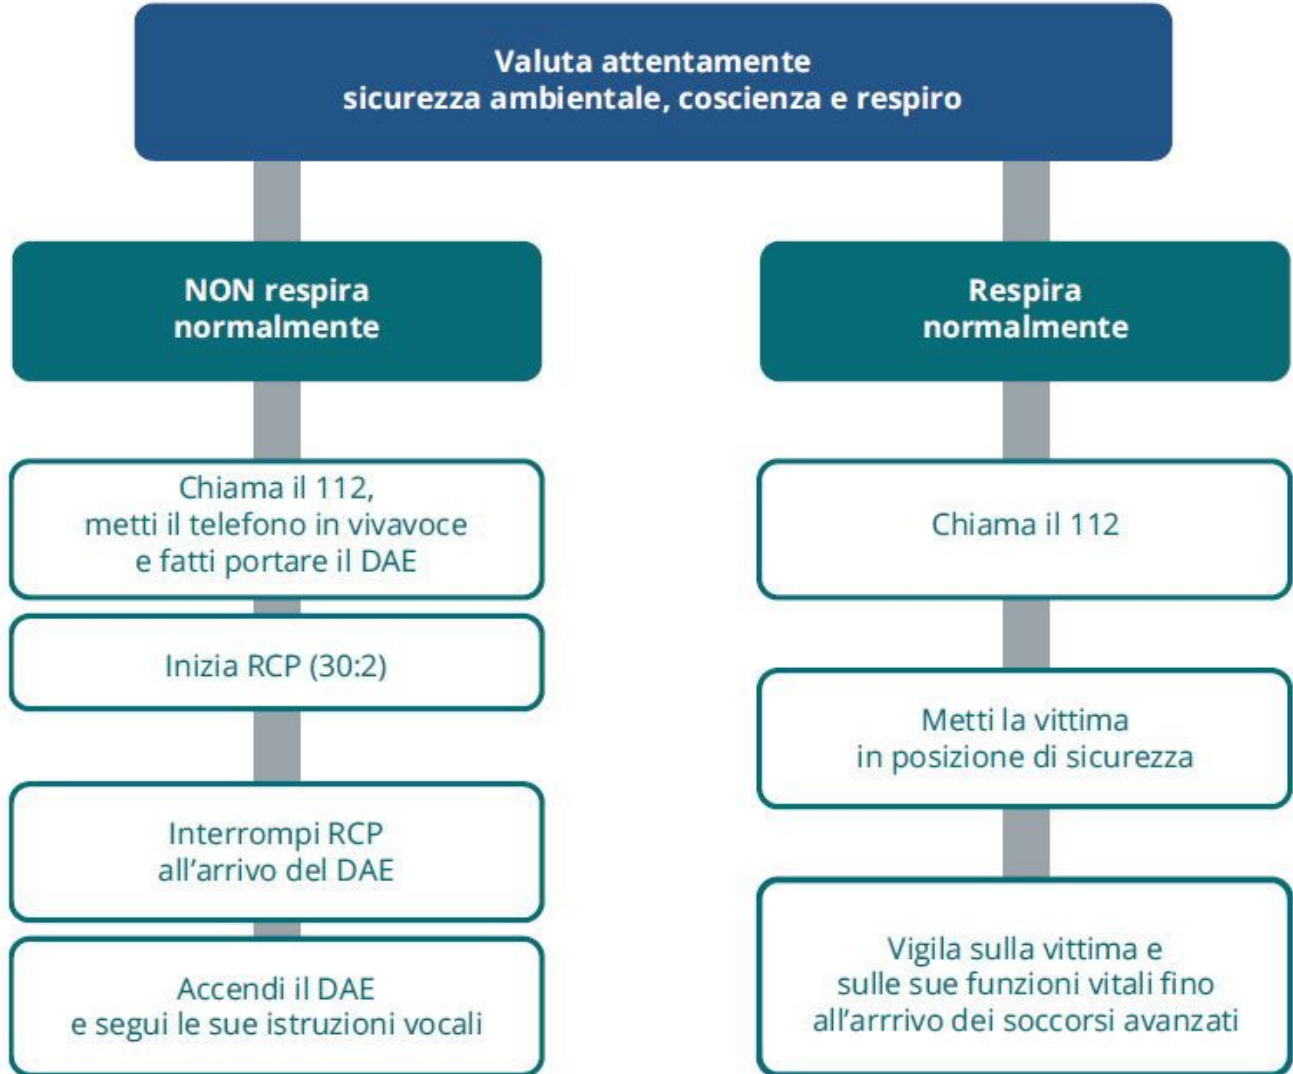 Valuta attentamente
sicurezza ambientale, coscienza e respiro
NON respira
normalmente
Chiama il 112,
metti il telefono in vivavoce
e fatti portare il DAE
Inizia RCP (30:2)
Interrompi RCP
all’arrivo del DAE
Accendi il DAE
e segui le sue istruzioni vocali
Respira
normalmente
Chiama il 112
Metti la vittima
in posizione di sicurezza
Vigila sulla vittima e
sulle sue funzioni vitali fino
all’arrrivo dei soccorsi avanzati